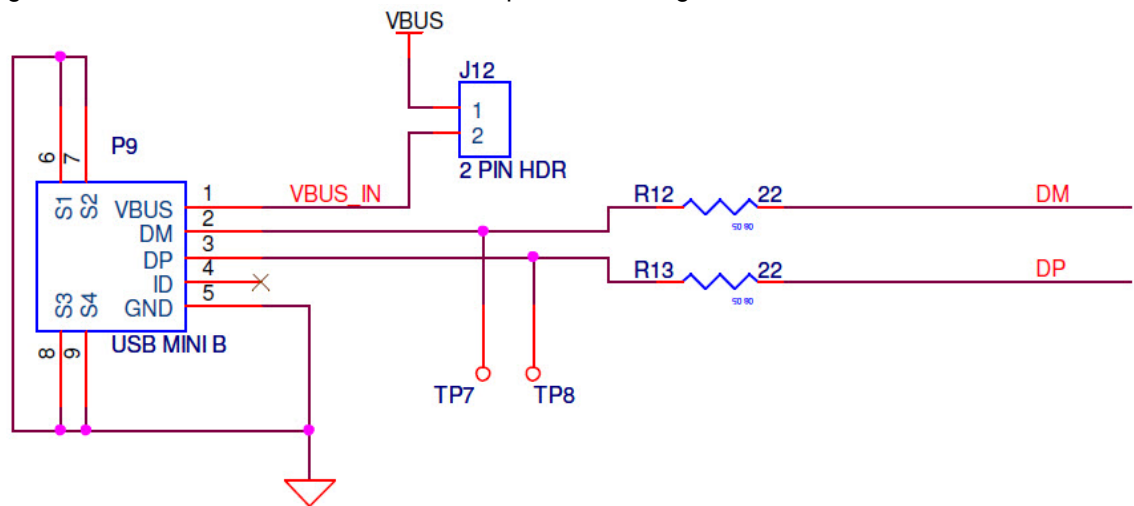 VBUS
J12
1
2
2 PIN HDR
P9
6
7
S1
S2
VBUS
DM
DP
ID
GND
1
2
3
4
5
S3
S4
8
9
USB MINI B
VBUS_IN
R12
22
DM
R13
22
DP
TP7
TP8